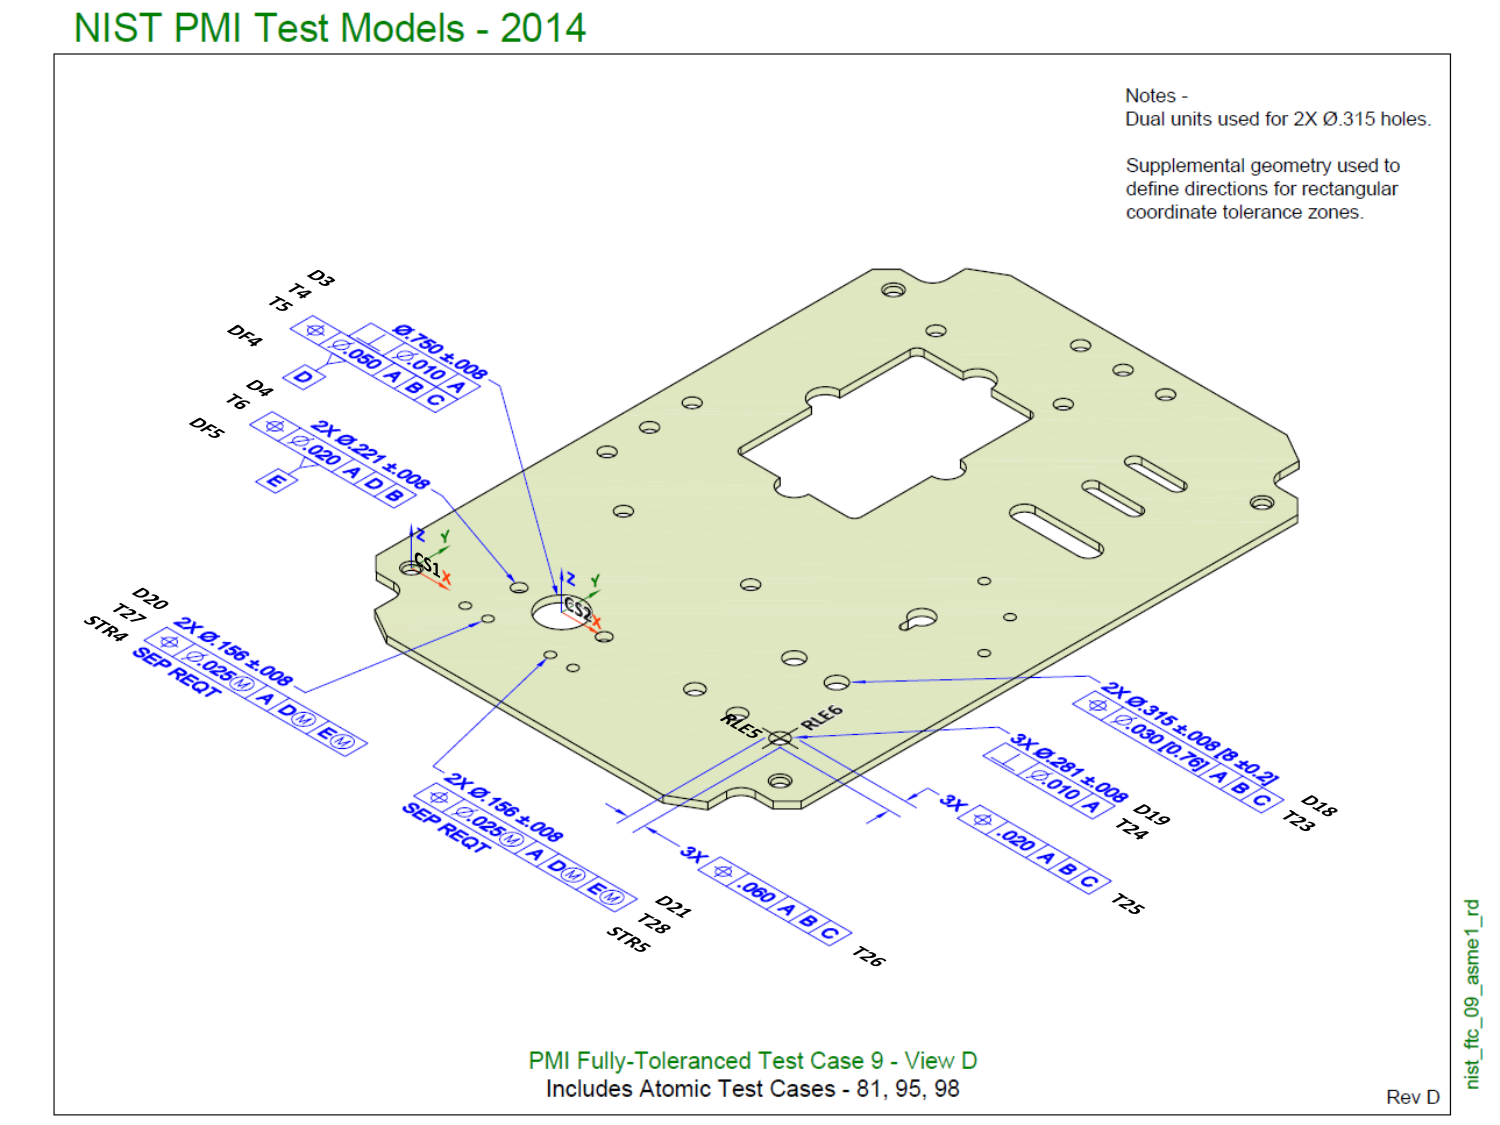 NIST PMI Test Models - 2014
Notes -
Dual units used for 2X Ø.315 holes.
Supplemental geometry used to
define directions for rectangular
coordinate tolerance zones.
D3
T4
T5
Ø.750 ±.008
⟂ Ø.010 A
⌖ Ø.050 A B C
DF4
D
D4
T6
2X Ø.221 ±.008
⌖ Ø.020 A D B
DF5
E
Z
Y
X
CS1
Z
Y
X
CS2
D20
T27
STR4
2X Ø.156 ±.008
⌖ Ø.025Ⓜ A DⓂ EⓂ
SEP REQT
2X Ø.156 ±.008
⌖ Ø.025Ⓜ A DⓂ EⓂ
SEP REQT
D21
T28
STR5
RLE5
RLE6
2X Ø.315 ±.008 [8 ±0.2]
⌖ Ø.030 [0.76] A B C
D18
T23
3X Ø.281 ±.008
⟂ Ø.010 A
D19
T24
3X ⌖ .020 A B C
T25
3X ⌖ .060 A B C
T26
PMI Fully-Toleranced Test Case 9 - View D
Includes Atomic Test Cases - 81, 95, 98
Rev D
nist_ftc_09_asme1_rd